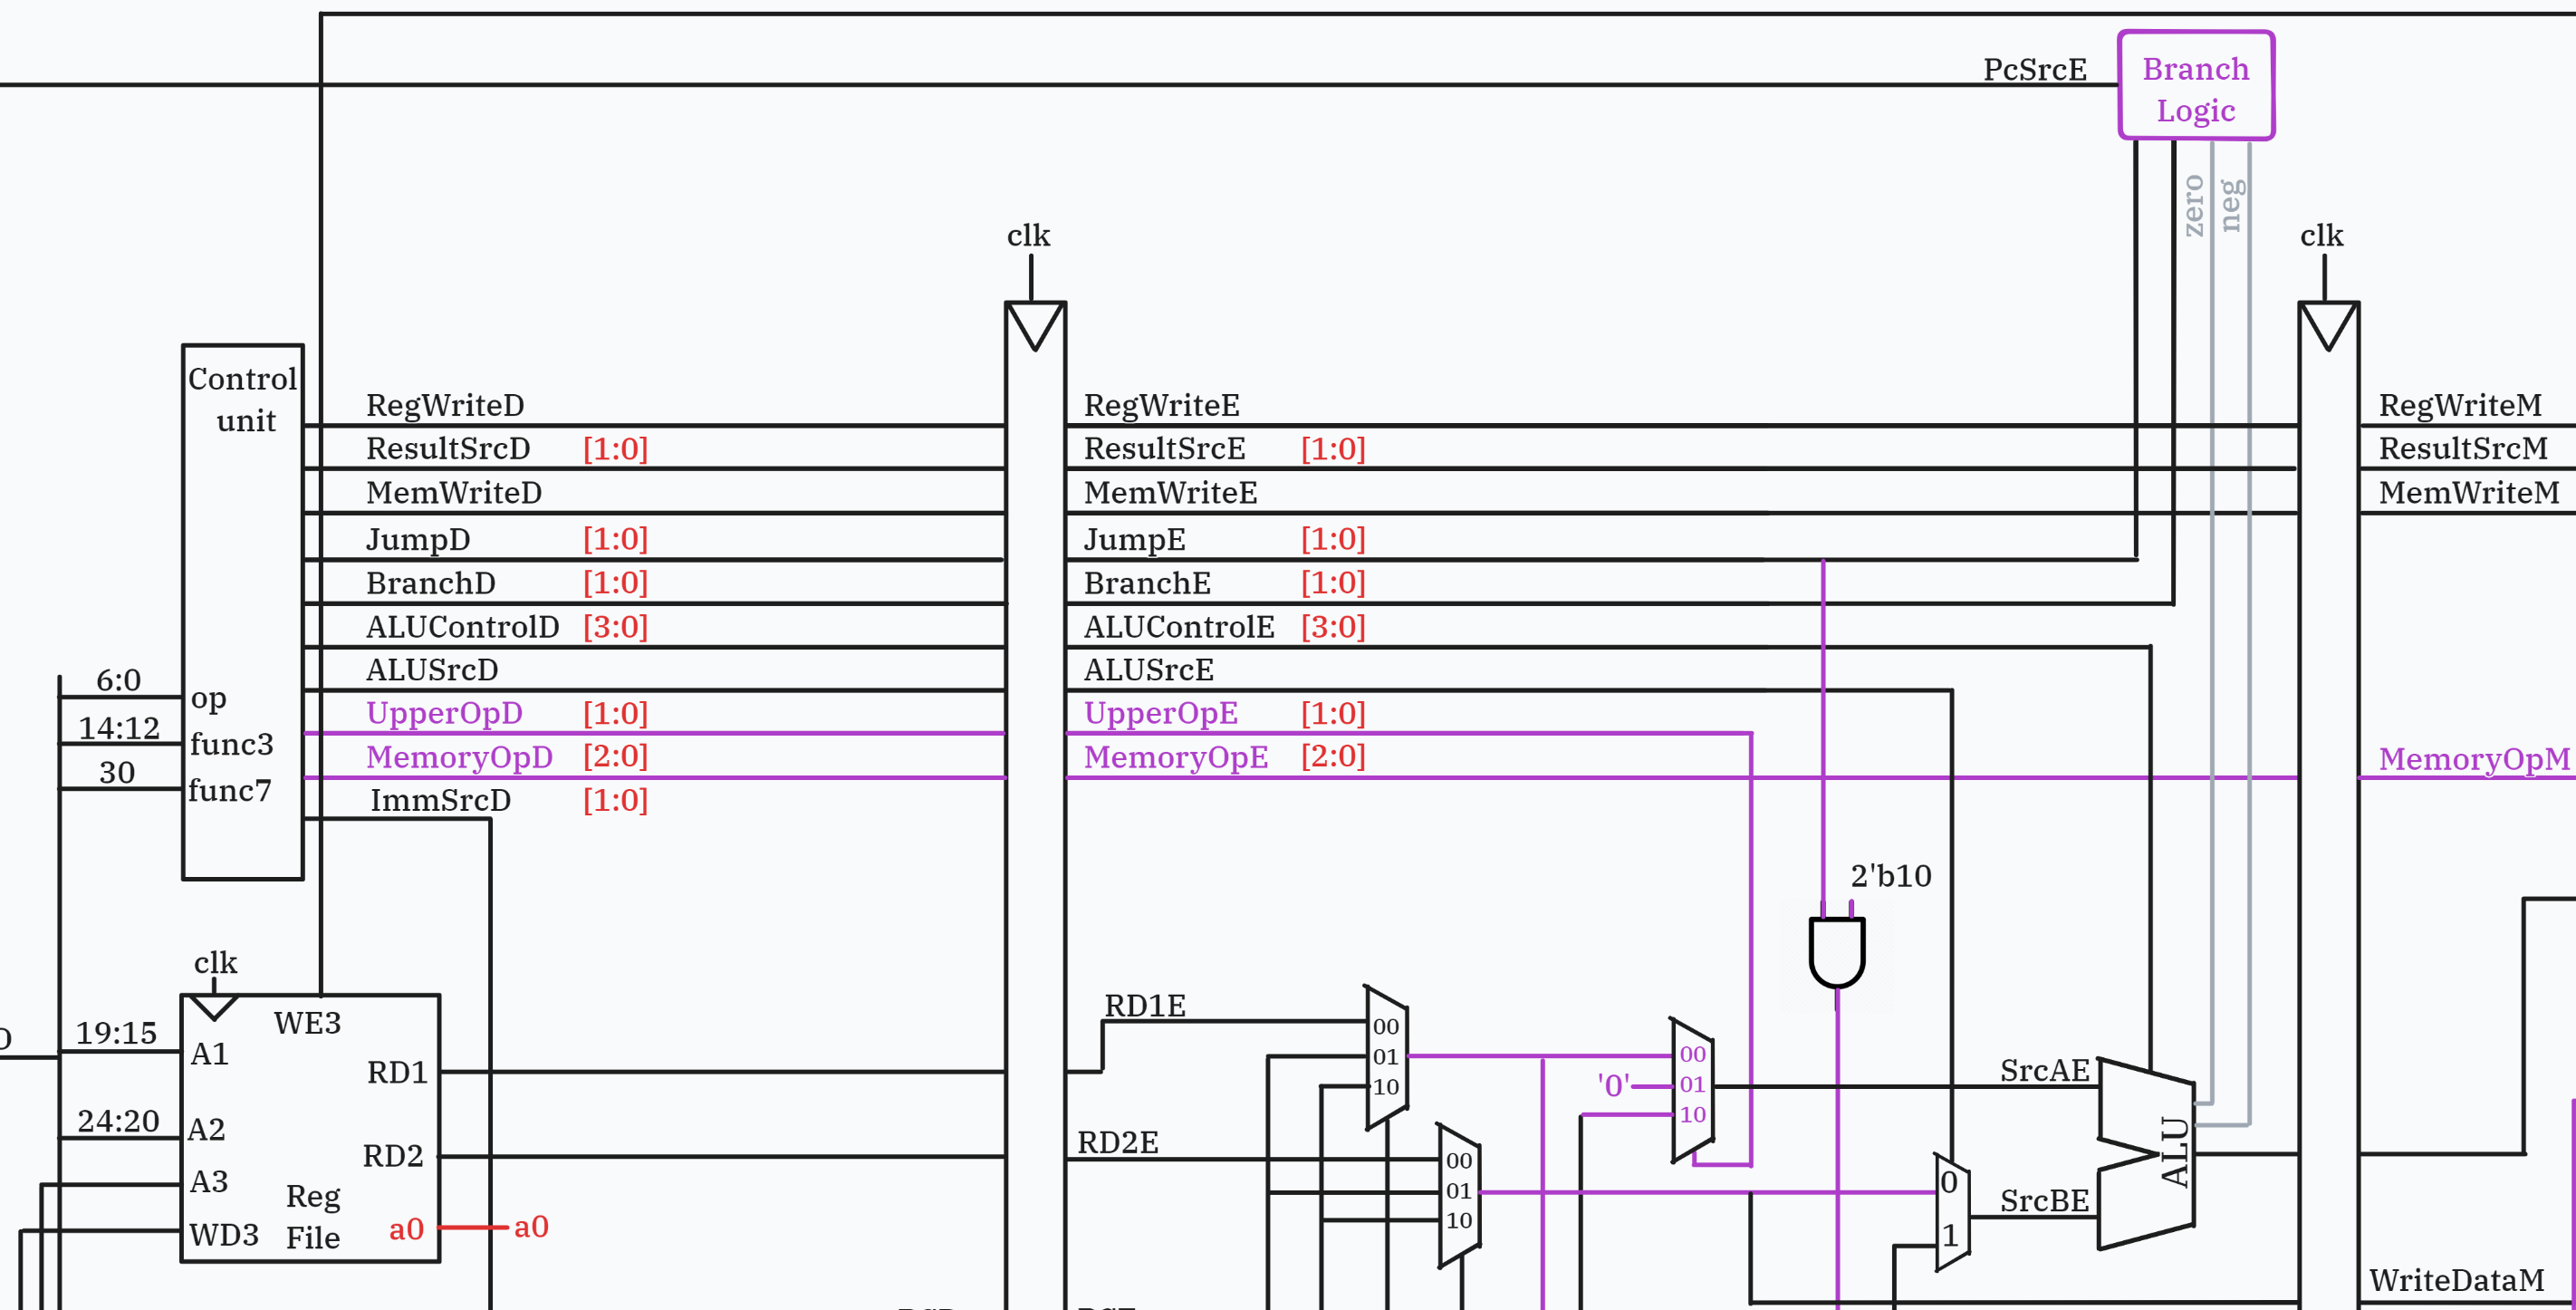 PcSrcE
Branch
Logic
zero
neg
clk
clk
Control
unit
RegWriteD
RegWriteE
RegWriteM
ResultSrcD [1:0]
ResultSrcE [1:0]
ResultSrcM
MemWriteD
MemWriteE
MemWriteM
JumpD [1:0]
JumpE [1:0]
BranchD [1:0]
BranchE [1:0]
ALUControlD [3:0]
ALUControlE [3:0]
ALUSrcD
ALUSrcE
6:0
op
UpperOpD [1:0]
UpperOpE [1:0]
14:12
func3
MemoryOpD [2:0]
MemoryOpE [2:0]
MemoryOpM
30
func7
ImmSrcD [1:0]
2'b10
clk
WE3
19:15
A1
RD1
24:20
A2
RD2
A3
Reg
File
WD3
a0
a0
RD1E
00
01
10
RD2E
00
01
10
'0'
00
01
10
SrcAE
0
1
SrcBE
ALU
WriteDataM